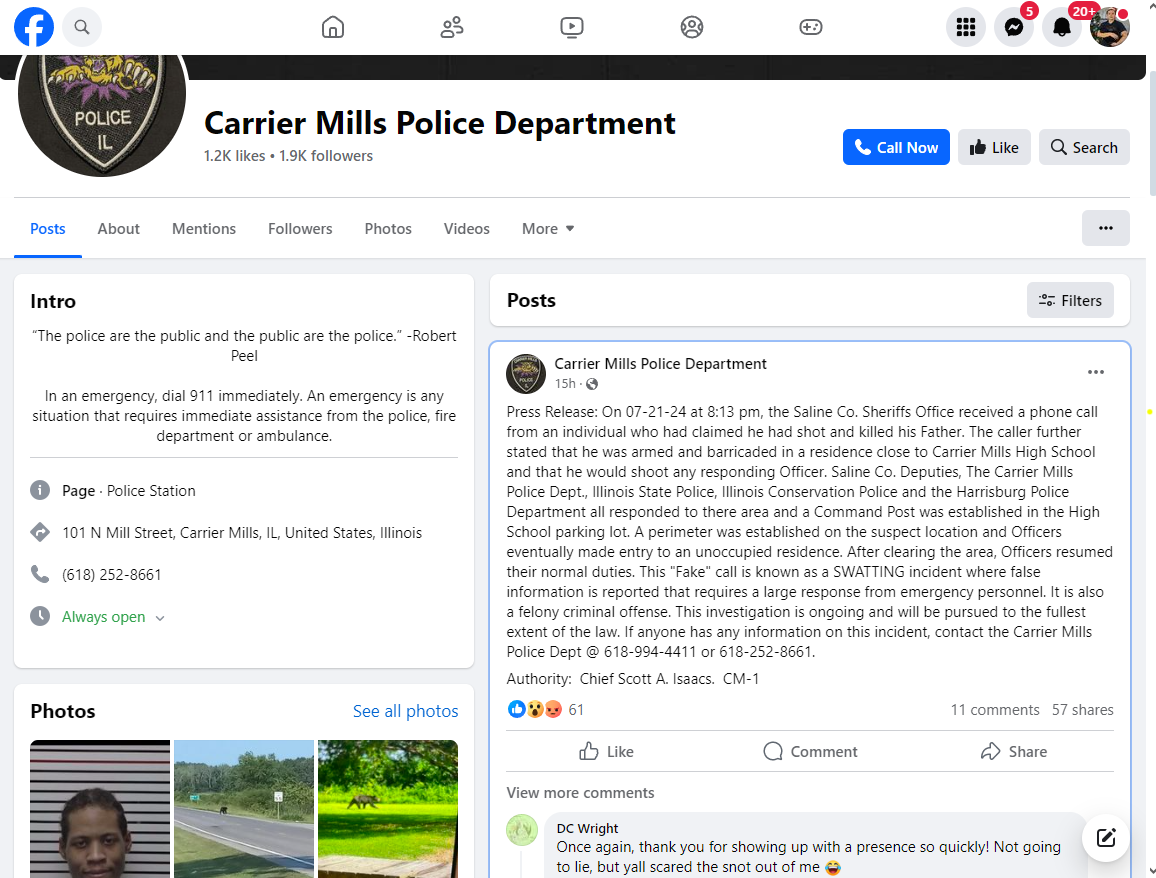 5
20+
POLICE
IL
Carrier Mills Police Department
1.2K likes • 1.9K followers
Call Now
Like
Search
Posts
About
Mentions
Followers
Photos
Videos
More
Intro
“The police are the public and the public are the police.” -Robert
Peel
In an emergency, dial 911 immediately. An emergency is any
situation that requires immediate assistance from the police, fire
department or ambulance.
Page · Police Station
101 N Mill Street, Carrier Mills, IL, United States, Illinois
(618) 252-8661
Always open
Photos
See all photos
Posts
Filters
Carrier Mills Police Department
15h ·
Press Release: On 07-21-24 at 8:13 pm, the Saline Co. Sheriffs Office received a phone call
from an individual who had claimed he had shot and killed his Father. The caller further
stated that he was armed and barricaded in a residence close to Carrier Mills High School
and that he would shoot any responding Officer. Saline Co. Deputies, The Carrier Mills
Police Dept., Illinois State Police, Illinois Conservation Police and the Harrisburg Police
Department all responded to there area and a Command Post was established in the High
School parking lot. A perimeter was established on the suspect location and Officers
eventually made entry to an unoccupied residence. After clearing the area, Officers resumed
their normal duties. This "Fake" call is known as a SWATTING incident where false
information is reported that requires a large response from emergency personnel. It is also
a felony criminal offense. This investigation is ongoing and will be pursued to the fullest
extent of the law. If anyone has any information on this incident, contact the Carrier Mills
Police Dept @ 618-994-4411 or 618-252-8661.
Authority:  Chief Scott A. Isaacs.  CM-1
61
11 comments
57 shares
Like
Comment
Share
View more comments
DC Wright
Once again, thank you for showing up with a presence so quickly! Not going
to lie, but yall scared the snot out of me 😂